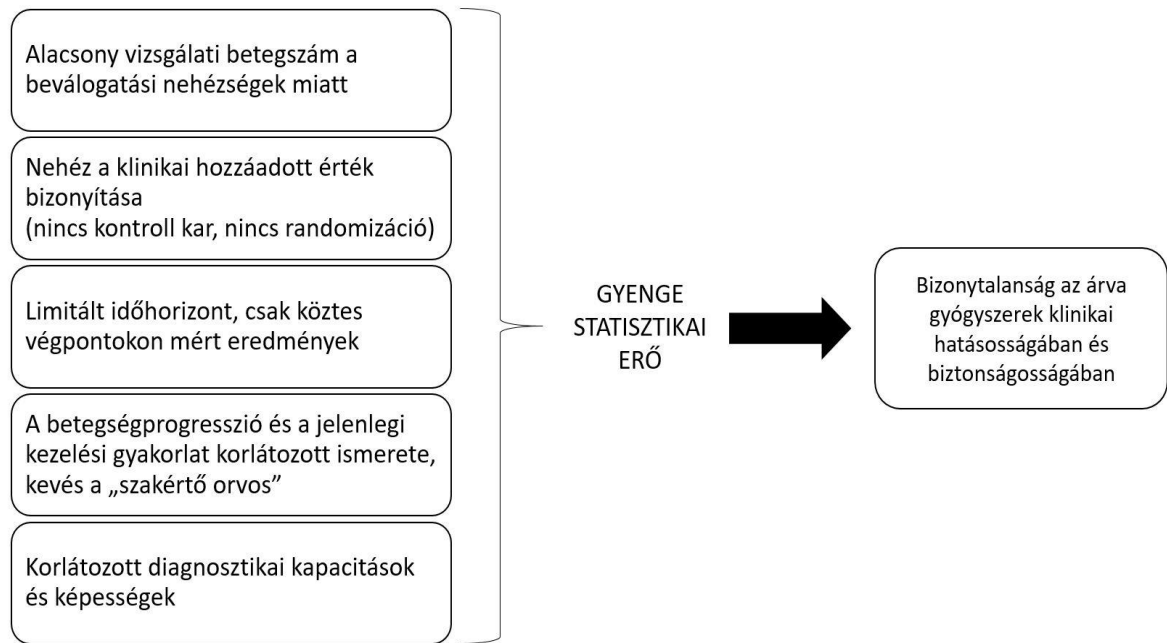 Alacsony vizsgálati betegszám a
beválogatási nehézségek miatt
Nehéz a klinikai hozzáadott érték
bizonyítása
(nincs kontroll kar, nincs randomizáció)
Limitált időhorizont, csak köztes
végpontokon mért eredmények
A betegségprogresszió és a jelenlegi
kezelési gyakorlat korlátozott ismerete,
kevés a „szakértő orvos”
Korlátozott diagnosztikai kapacitások
és képességek
GYENGE
STATISZTIKAI
ERŐ
Bizonytalanság az árva
gyógyszerek klinikai
hatásosságában és
biztonságosságában